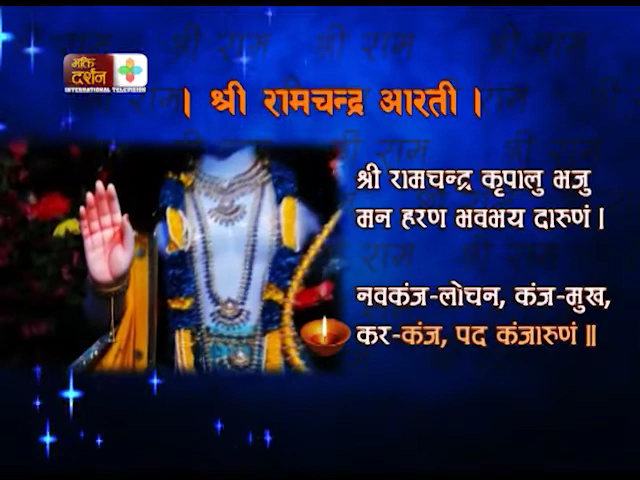 भक्ति
दर्शन
INTERNATIONAL TELEVISION
। श्री रामचन्द्र आरती ।
श्री रामचन्द्र कृपालु भजु
मन हरण भवभय दारुणं ।
नवकंज-लोचन, कंज-मुख,
कर-कंज, पद कंजारुणं ॥